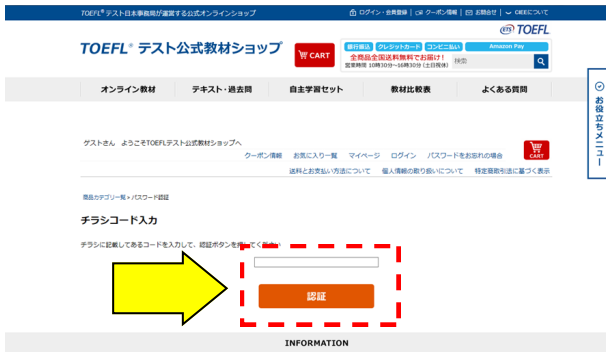 TOEFL® テスト日本事務局が運営する公式オンラインショップ
ログイン・会員登録 | クーポン情報 | お問合せ | CIEEについて
ETS TOEFL
TOEFL® テスト公式教材ショップ
CART
銀行振込 クレジットカード コンビニ払い Amazon Pay
全商品全国送料無料でお届け!
営業時間 10時30分~16時30分 (土日祝休)
検索
オンライン教材 テキスト・過去問 自主学習セット 教材比較表 よくある質問
お役立ちメニュー
ゲストさん ようこそTOEFLテスト公式教材ショップへ
クーポン情報 お気に入り一覧 マイページ ログイン パスワードをお忘れの場合
CART
送料とお支払い方法について 個人情報の取り扱いについて 特定商取引法に基づく表示
商品カテゴリ一覧 > パスワード認証
チラシコード入力
チラシに記載してあるコードを入力して、認証ボタンを押してください
認証
INFORMATION